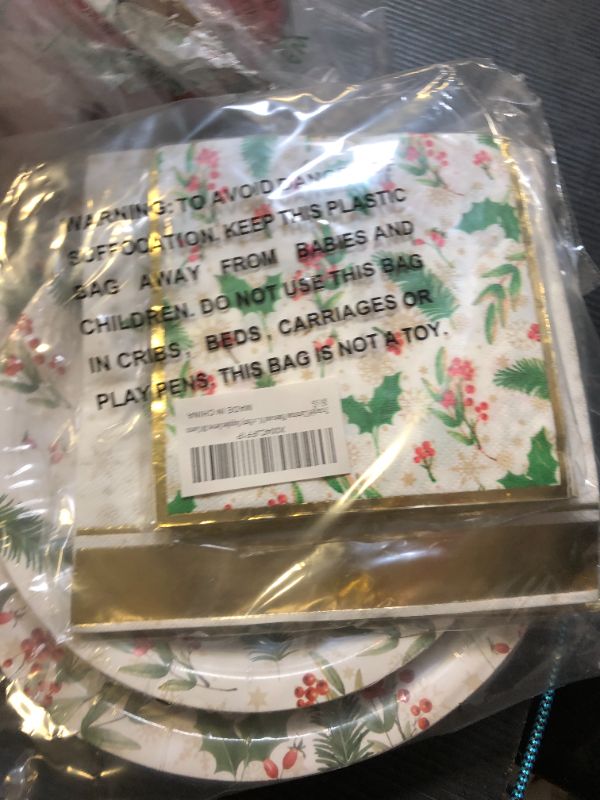 WARNING: TO AVOID DANGER
SUFFOCATION. KEEP THIS PLASTIC
BAG AWAY FROM BABIES AND
CHILDREN. DO NOT USE THIS BAG
IN CRIBS, BEDS, CARRIAGES OR
PLAY PENS. THIS BAG IS NOT A TOY.
MADE IN CHINA